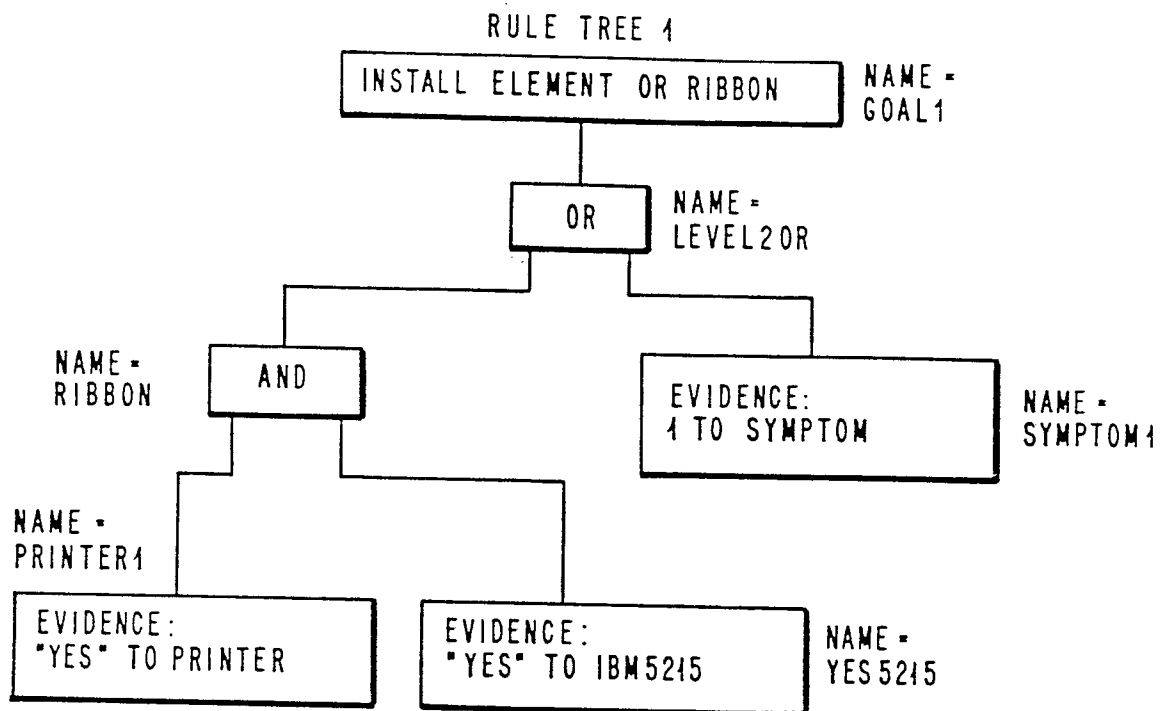 RULE TREE 1
INSTALL ELEMENT OR RIBBON
NAME =
GOAL1
OR
NAME =
LEVEL2OR
NAME =
RIBBON
AND
EVIDENCE:
1 TO SYMPTOM
NAME =
SYMPTOM1
NAME =
PRINTER1
EVIDENCE:
"YES" TO PRINTER
EVIDENCE:
"YES" TO IBM5215
NAME =
YES5215